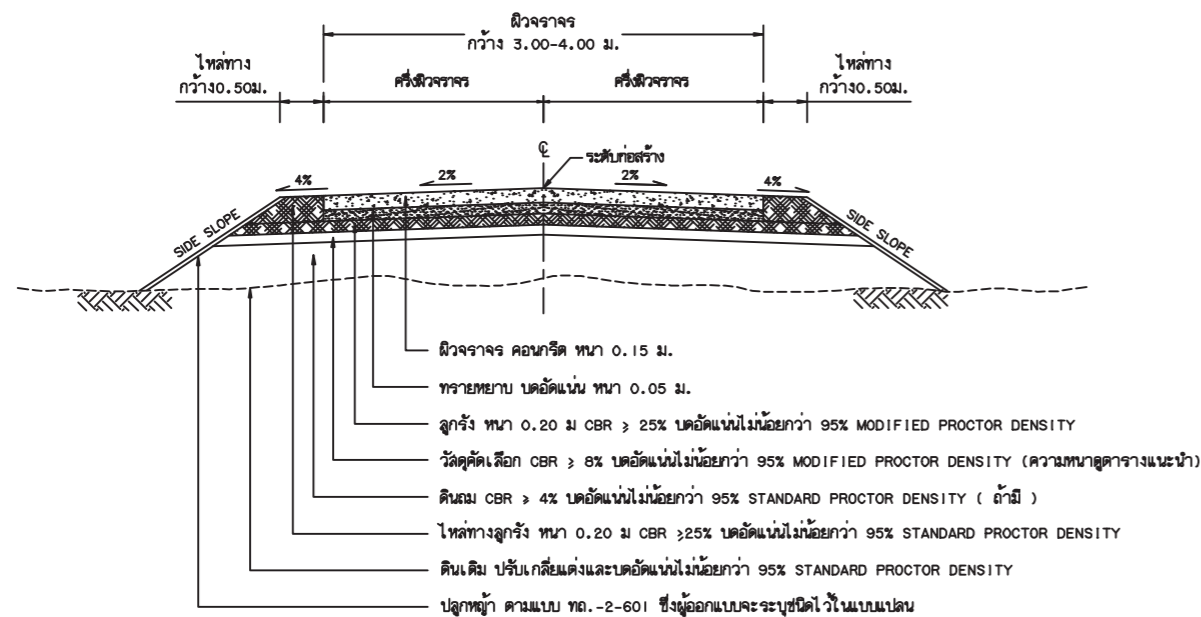 ผิวจราจร
กว้าง 3.00-4.00 ม.
ไหล่ทาง
กว้าง0.50ม.
ครึ่งผิวจราจร
ครึ่งผิวจราจร
ไหล่ทาง
กว้าง0.50ม.
℄
ระดับก่อสร้าง
4%
2%
2%
4%
SIDE SLOPE
SIDE SLOPE
ผิวจราจร คอนกรีต หนา 0.15 ม.
ทรายหยาบ บดอัดแน่น หนา 0.05 ม.
ลูกรัง หนา 0.20 ม CBR ≥ 25% บดอัดแน่นไม่น้อยกว่า 95% MODIFIED PROCTOR DENSITY
วัสดุคัดเลือก CBR ≥ 8% บดอัดแน่นไม่น้อยกว่า 95% MODIFIED PROCTOR DENSITY (ความหนาดูตารางแนะนำ)
ดินถม CBR ≥ 4% บดอัดแน่นไม่น้อยกว่า 95% STANDARD PROCTOR DENSITY ( ถ้ามี )
ไหล่ทางลูกรัง หนา 0.20 ม CBR ≥25% บดอัดแน่นไม่น้อยกว่า 95% STANDARD PROCTOR DENSITY
ดินเดิม ปรับเกลี่ยแต่งและบดอัดแน่นไม่น้อยกว่า 95% STANDARD PROCTOR DENSITY
ปลูกหญ้า ตามแบบ ทถ.-2-601 ซึ่งผู้ออกแบบจะระบุชนิดไว้ในแบบแปลน